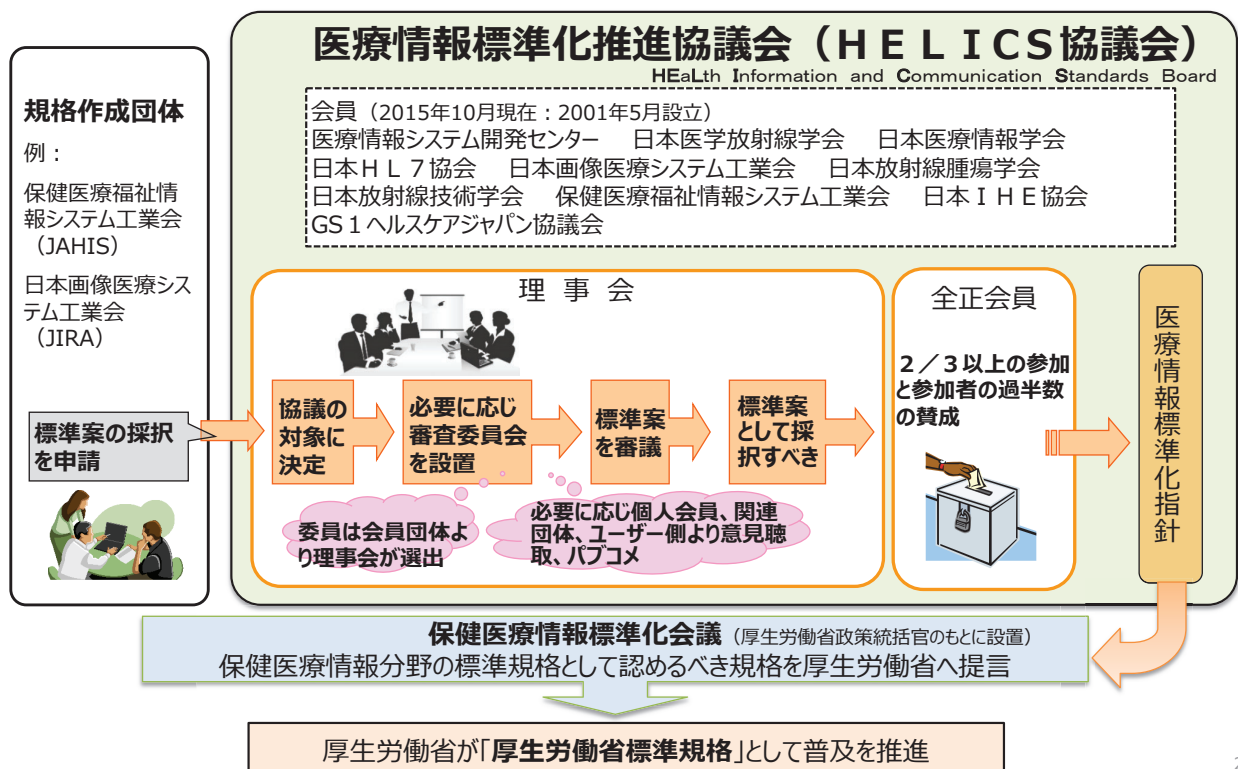 医療情報標準化推進協議会（ＨＥＬＩＣＳ協議会）
HEaLth Information and Communication Standards Board
規格作成団体
例：
保健医療福祉情
報システム工業会
（JAHIS）
日本画像医療シス
テム工業会
（JIRA）
標準案の採択
を申請
会員（2015年10月現在：2001年5月設立）
医療情報システム開発センター　日本医学放射線学会　日本医療情報学会
日本ＨＬ７協会　日本画像医療システム工業会　日本放射線腫瘍学会
日本放射線技術学会　保健医療福祉情報システム工業会　日本ＩＨＥ協会
GS１ヘルスケアジャパン協議会
理 事 会
協議の
対象に
決定
必要に応じ
審査委員会
を設置
標準案
を審議
標準案
として採
択すべき
委員は会員団体よ
り理事会が選出
必要に応じ個人会員、関連
団体、ユーザー側より意見聴
取、パブコメ
全正会員
２／３以上の参加
と参加者の過半数
の賛成
医療情報標準化指針
保健医療情報標準化会議（厚生労働省政策統括官のもとに設置）
保健医療情報分野の標準規格として認めるべき規格を厚生労働省へ提言
厚生労働省が「厚生労働省標準規格」として普及を推進